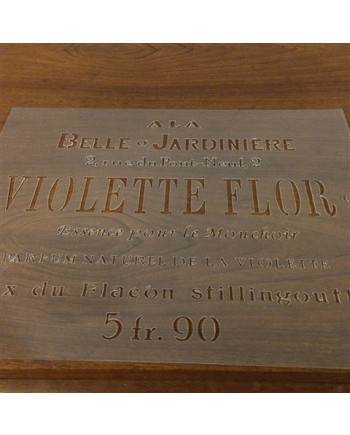 A LA
BELLE JARDINIÈRE
2, rue du Pont-Neuf, 2
VIOLETTE FLOR
Essence pour le Mouchoir
PARFUM NATUREL DE LA VIOLETTE
x du Flacon Stillingoutt
5 fr. 90